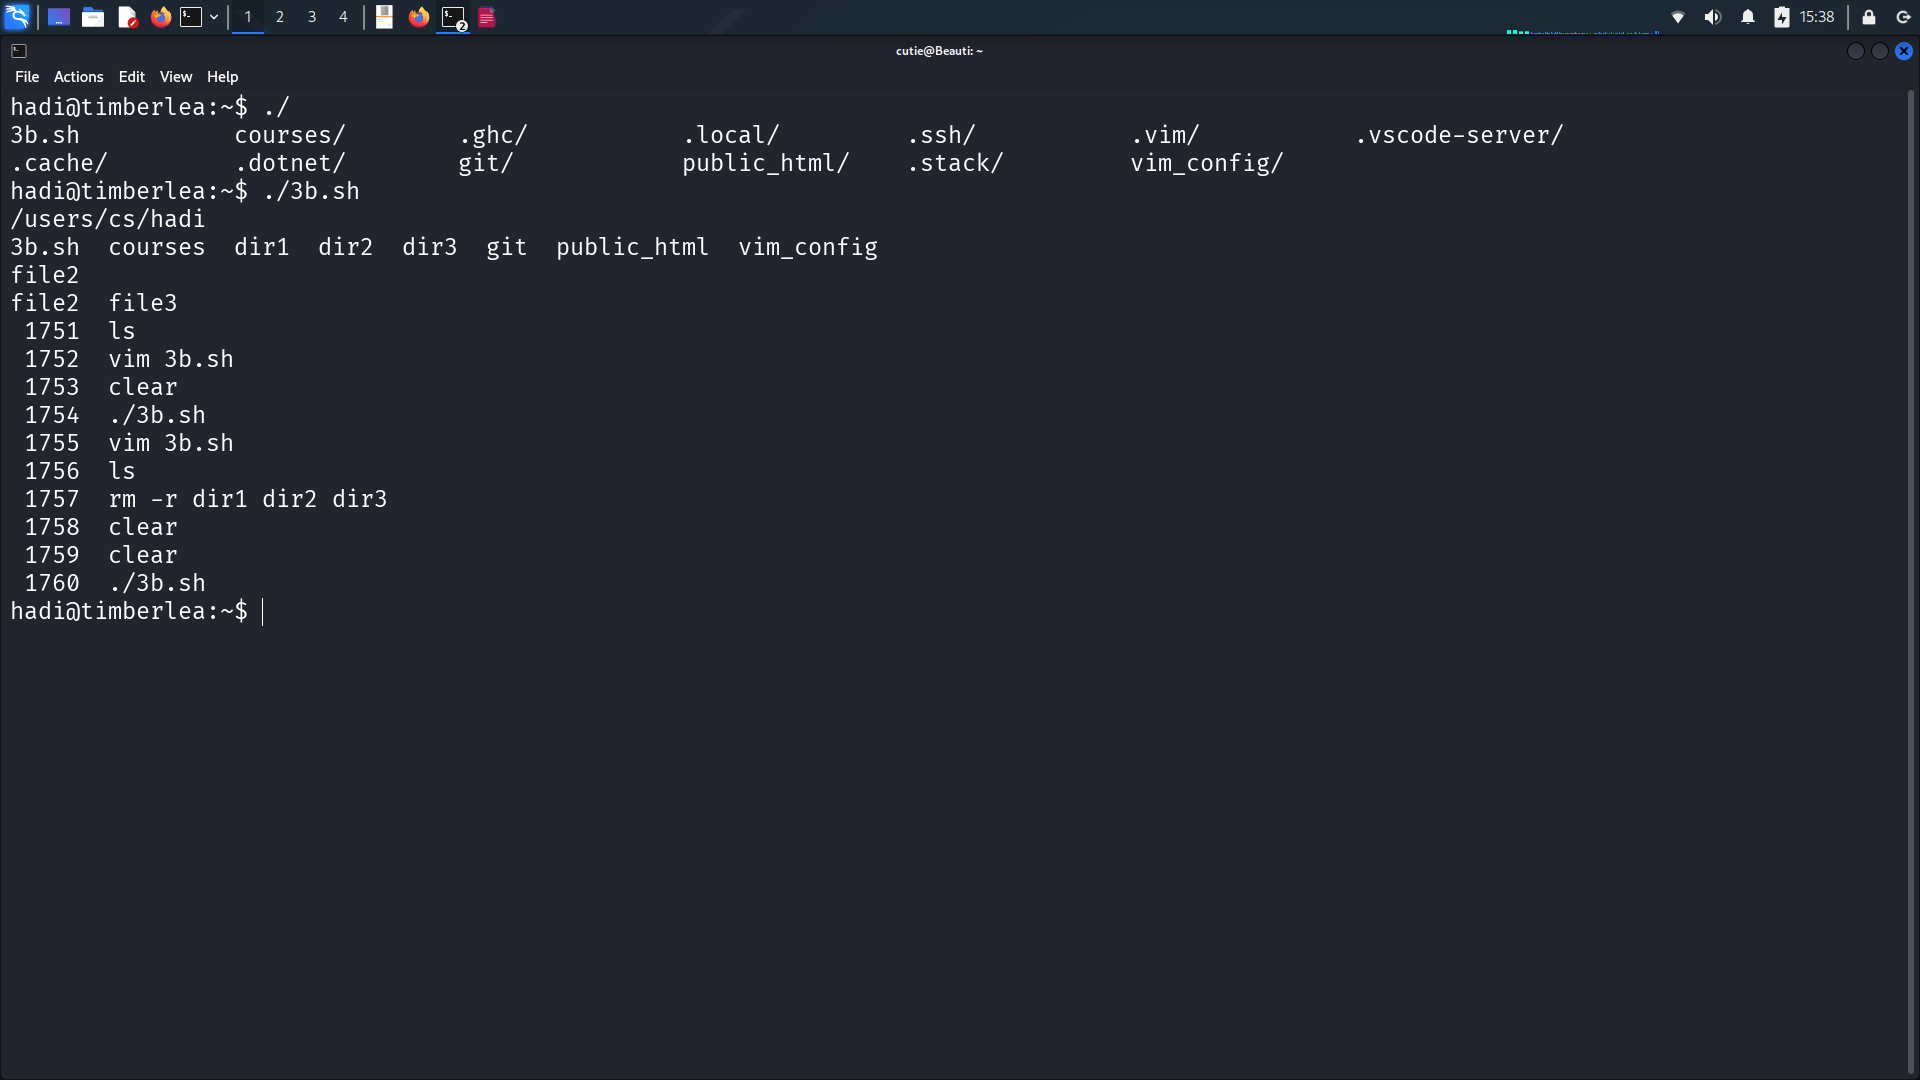 1 2 3 4 2 15:38
cutie@Beauti: ~
File Actions Edit View Help
hadi@timberlea:~$ ./
3b.sh courses/ .ghc/ .local/ .ssh/ .vim/ .vscode-server/
.cache/ .dotnet/ git/ public_html/ .stack/ vim_config/
hadi@timberlea:~$ ./3b.sh
/users/cs/hadi
3b.sh courses dir1 dir2 dir3 git public_html vim_config
file2
file2 file3
1751 ls
1752 vim 3b.sh
1753 clear
1754 ./3b.sh
1755 vim 3b.sh
1756 ls
1757 rm -r dir1 dir2 dir3
1758 clear
1759 clear
1760 ./3b.sh
hadi@timberlea:~$